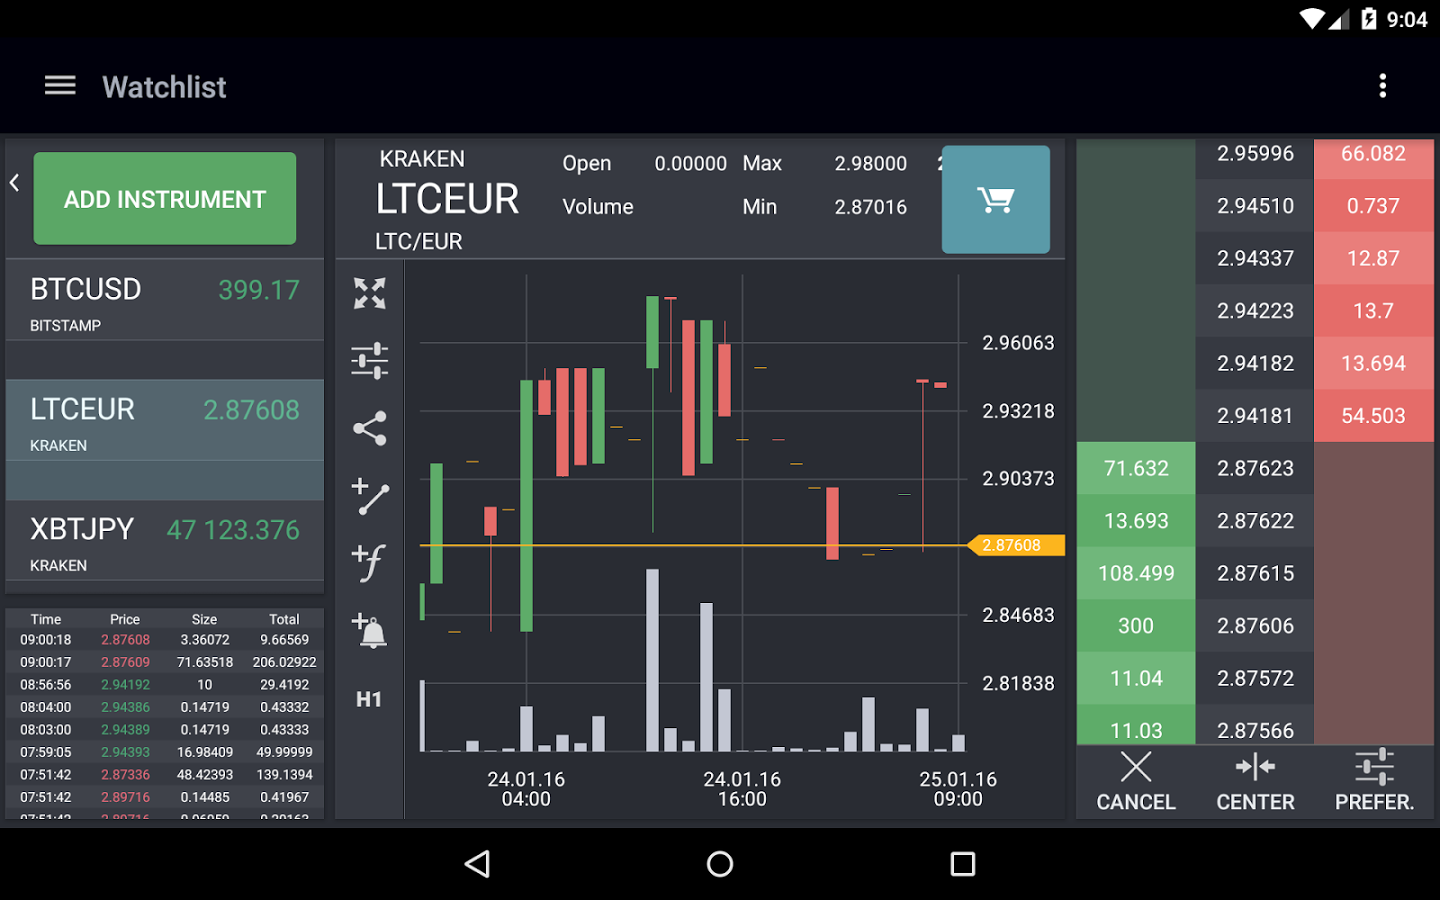 9:04
Watchlist
ADD INSTRUMENT
BTCUSD 399.17
BITSTAMP
LTCEUR 2.87608
KRAKEN
XBTJPY 47 123.376
KRAKEN
Time Price Size Total
09:00:18 2.87608 3.36072 9.66569
09:00:17 2.87609 71.63518 206.02922
08:56:56 2.94192 10 29.4192
08:04:00 2.94386 0.14719 0.43332
08:03:00 2.94389 0.14719 0.43333
07:59:05 2.94393 16.98409 49.99999
07:51:42 2.87336 48.42393 139.1394
07:51:42 2.89716 0.14485 0.41967
KRAKEN
LTCEUR
LTC/EUR
Open 0.00000 Max 2.98000
Volume Min 2.87016
H1
2.96063
2.93218
2.90373
2.87608
2.84683
2.81838
24.01.16 24.01.16 25.01.16
04:00 16:00 09:00
2.95996 66.082
2.94510 0.737
2.94337 12.87
2.94223 13.7
2.94182 13.694
2.94181 54.503
71.632 2.87623
13.693 2.87622
108.499 2.87615
300 2.87606
11.04 2.87572
11.03 2.87566
CANCEL CENTER PREFER.